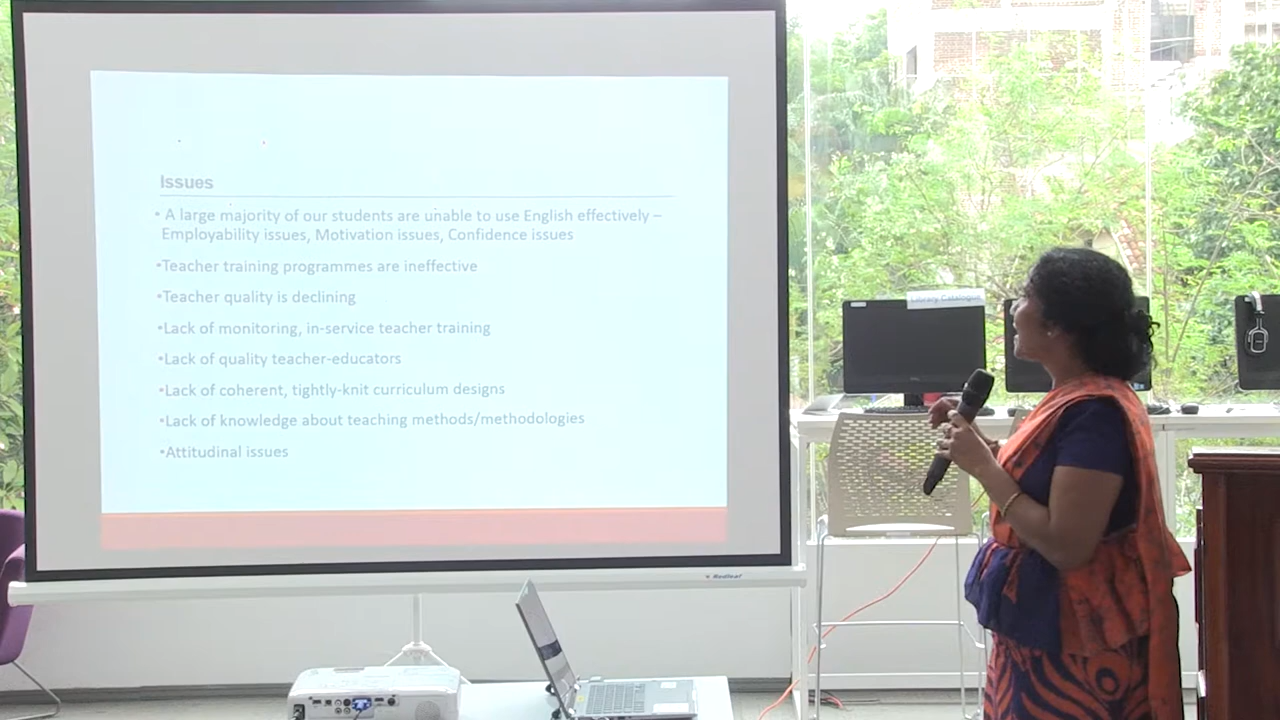 Issues
• A large majority of our students are unable to use English effectively –
Employability issues, Motivation issues, Confidence issues
•Teacher training programmes are ineffective
•Teacher quality is declining
•Lack of monitoring, in-service teacher training
•Lack of quality teacher-educators
•Lack of coherent, tightly-knit curriculum designs
•Lack of knowledge about teaching methods/methodologies
•Attitudinal issues
Library Catalogue
Redleaf